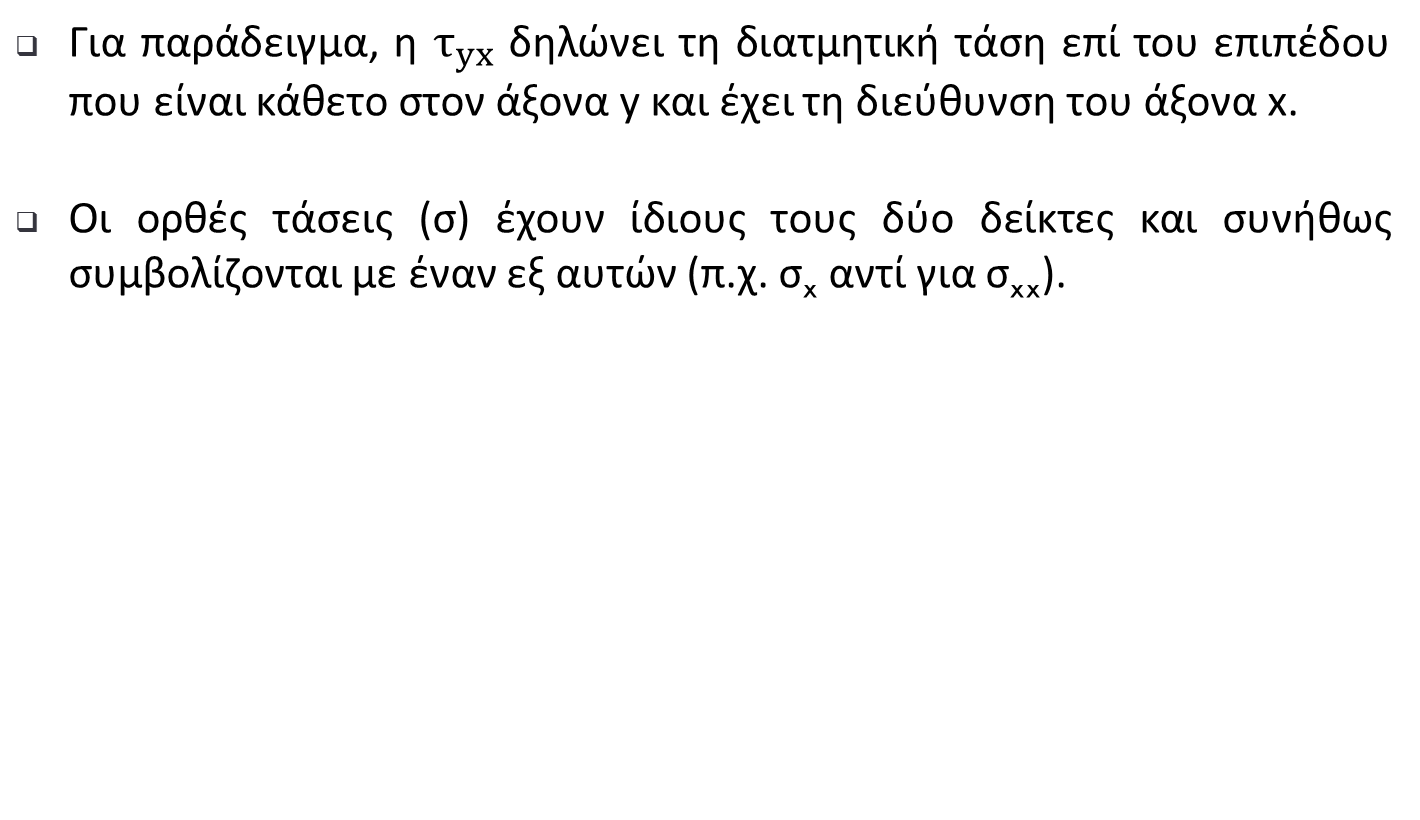 ❑ Για παράδειγμα, η τyx δηλώνει τη διατμητική τάση επί του επιπέδου
που είναι κάθετο στον άξονα y και έχει τη διεύθυνση του άξονα x.
❑ Οι ορθές τάσεις (σ) έχουν ίδιους τους δύο δείκτες και συνήθως
συμβολίζονται με έναν εξ αυτών (π.χ. σx αντί για σxx).